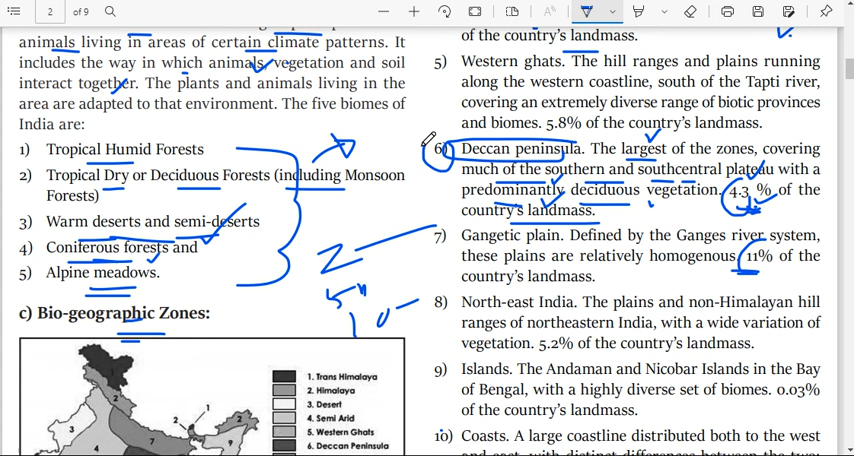 2 of 9
animals living in areas of certain climate patterns. It
includes the way in which animals, vegetation and soil
interact together. The plants and animals living in the
area are adapted to that environment. The five biomes of
India are:
1) Tropical Humid Forests
2) Tropical Dry or Deciduous Forests (including Monsoon
Forests)
3) Warm deserts and semi-deserts
4) Coniferous forests and
5) Alpine meadows.
c) Bio-geographic Zones:
1
2
3
4
7
2
1
2
9
1. Trans Himalaya
2. Himalaya
3. Desert
4. Semi Arid
5. Western Ghats
6. Deccan Peninsula
of the country's landmass.
5) Western ghats. The hill ranges and plains running
along the western coastline, south of the Tapti river,
covering an extremely diverse range of biotic provinces
and biomes. 5.8% of the country's landmass.
6) Deccan peninsula. The largest of the zones, covering
much of the southern and southcentral plateau with a
predominantly deciduous vegetation. 4.3 % of the
country's landmass.
7) Gangetic plain. Defined by the Ganges river system,
these plains are relatively homogenous. 11% of the
country's landmass.
8) North-east India. The plains and non-Himalayan hill
ranges of northeastern India, with a wide variation of
vegetation. 5.2% of the country's landmass.
9) Islands. The Andaman and Nicobar Islands in the Bay
of Bengal, with a highly diverse set of biomes. 0.03%
of the country's landmass.
10) Coasts. A large coastline distributed both to the west